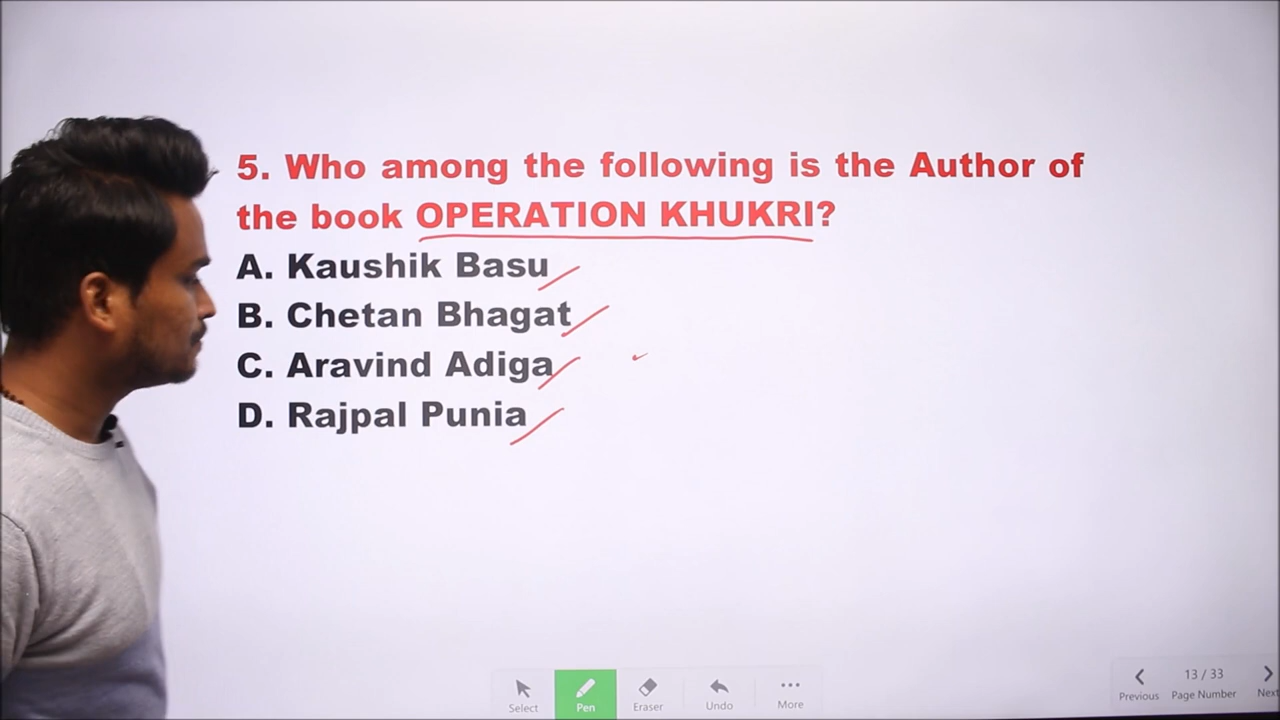 5. Who among the following is the Author of
the book OPERATION KHUKRI?
A. Kaushik Basu
B. Chetan Bhagat
C. Aravind Adiga
D. Rajpal Punia
Select
Pen
Eraser
Undo
More
Previous
13 / 33
Page Number
Next